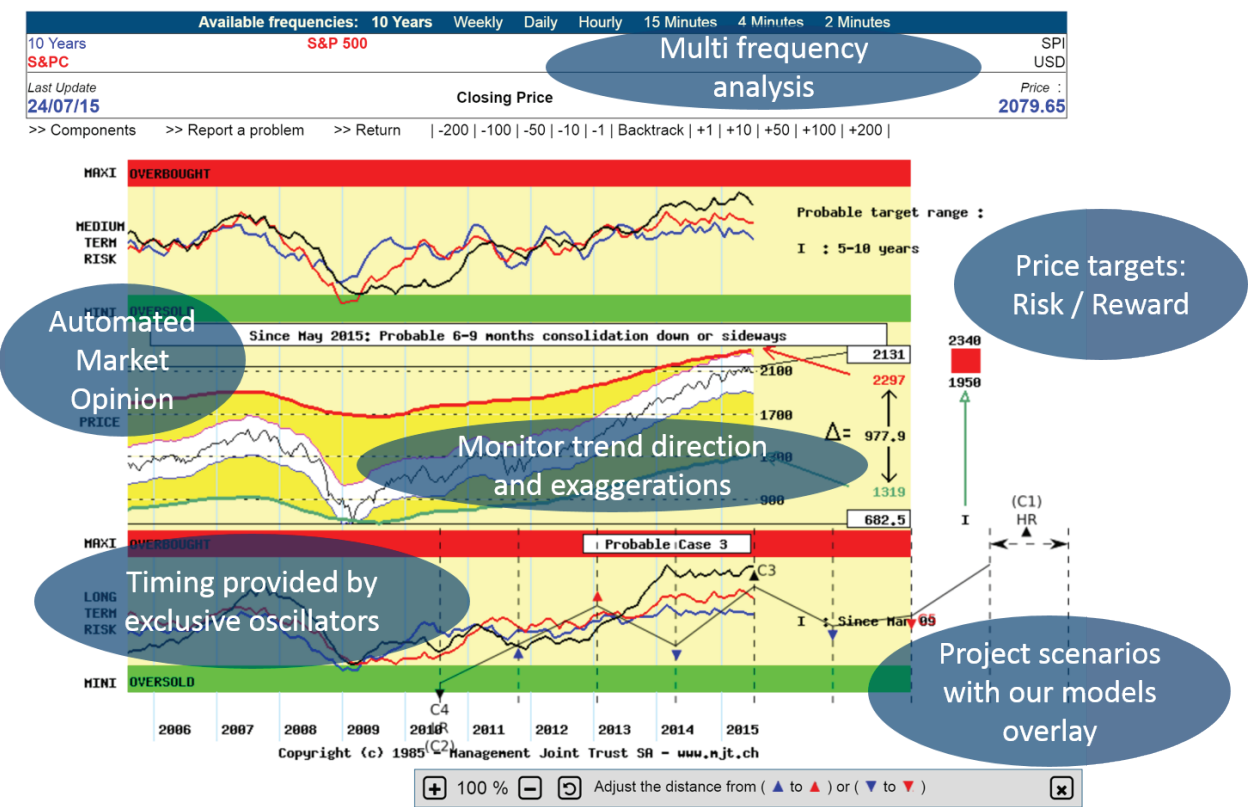 Available frequencies: 10 Years Weekly Daily Hourly 15 Minutes 4 Minutes 2 Minutes
10 Years S&P 500 SPI
S&PC USD
Multi frequency
analysis
Last Update Price :
24/07/15 Closing Price 2079.65
>> Components >> Report a problem >> Return | -200 | -100 | -50 | -10 | -1 | Backtrack | +1 | +10 | +50 | +100 | +200 |
MAXI OVERBOUGHT
MEDIUM
TERM
RISK
Probable target range :
I : 5-10 years
Price targets:
Risk / Reward
MINI OVERSOLD
Automated
Market
Opinion
Since May 2015: Probable 6-9 months consolidation down or sideways
2131
2100
2297
2340
1950
1700
PRICE
Δ= 977.9
Monitor trend direction
and exaggerations
1300
1319
900
682.5
I
(C1)
HR
MAXI OVERBOUGHT
Probable Case 3
C3
Timing provided by
exclusive oscillators
LONG
TERM
RISK
I : Since Mar 09
Project scenarios
with our models
overlay
MINI OVERSOLD
C4
(C2)
2006 2007 2008 2009 2010 2011 2012 2013 2014 2015
Copyright (c) 1985 - Management Joint Trust SA - www.mjt.ch
+ 100 % - Adjust the distance from ( ▲ to ▲ ) or ( ▼ to ▼ ) x